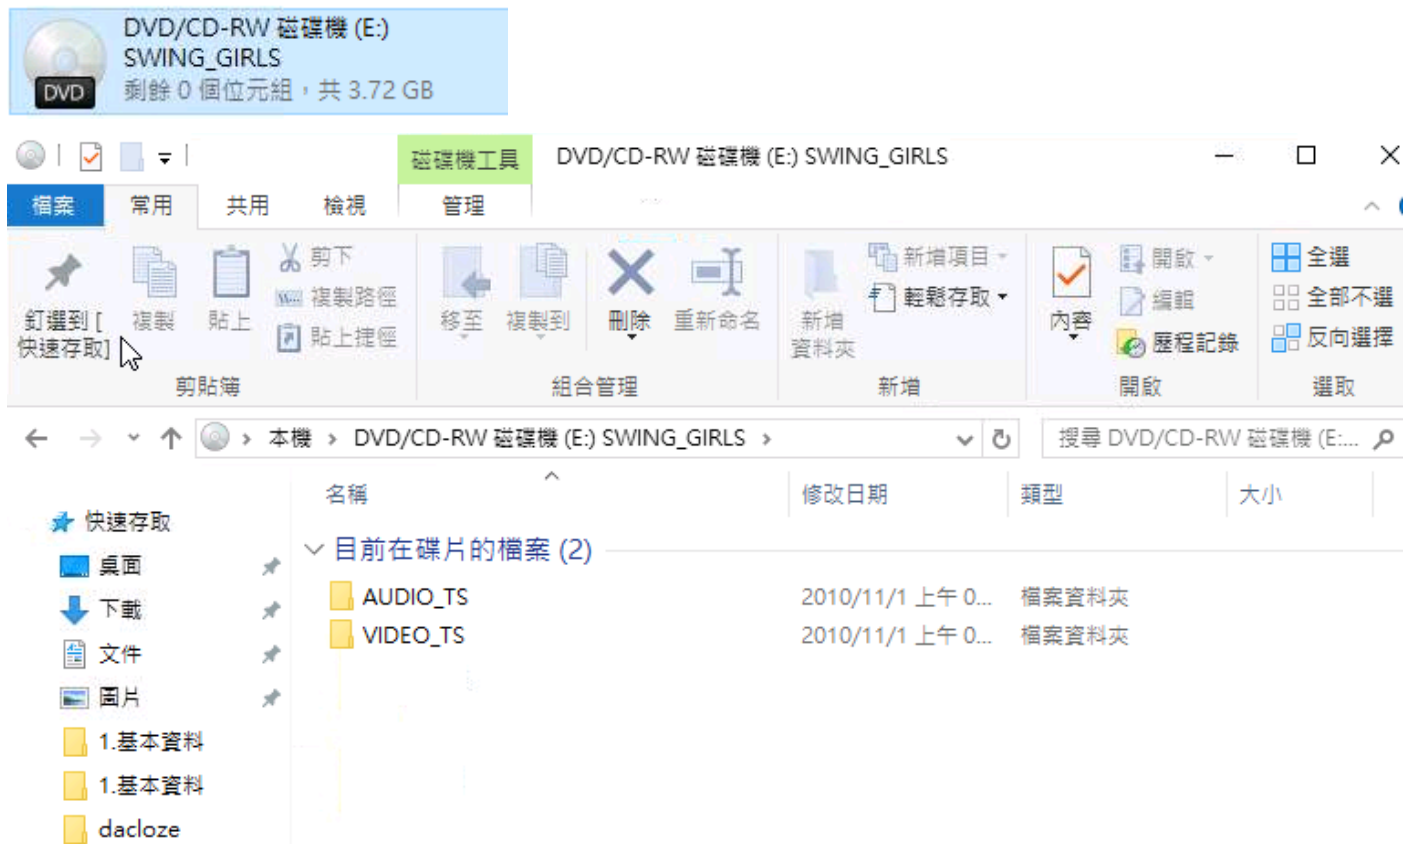 DVD/CD-RW 磁碟機 (E:)
SWING_GIRLS
剩餘 0 個位元組，共 3.72 GB
DVD
磁碟機工具
DVD/CD-RW 磁碟機 (E:) SWING_GIRLS
檔案 常用 共用 檢視 管理
釘選到 [
快速存取]
複製
貼上
剪下
複製路徑
貼上捷徑
剪貼簿
移至
複製到
刪除
重新命名
組合管理
新增
資料夾
新增項目
輕鬆存取
新增
內容
開啟
編輯
歷程記錄
開啟
全選
全部不選
反向選擇
選取
本機 › DVD/CD-RW 磁碟機 (E:) SWING_GIRLS ›
搜尋 DVD/CD-RW 磁碟機 (E:...
快速存取
桌面
下載
文件
圖片
1.基本資料
1.基本資料
dacloze
名稱 修改日期 類型 大小
目前在碟片的檔案 (2)
AUDIO_TS 2010/11/1 上午 0... 檔案資料夾
VIDEO_TS 2010/11/1 上午 0... 檔案資料夾